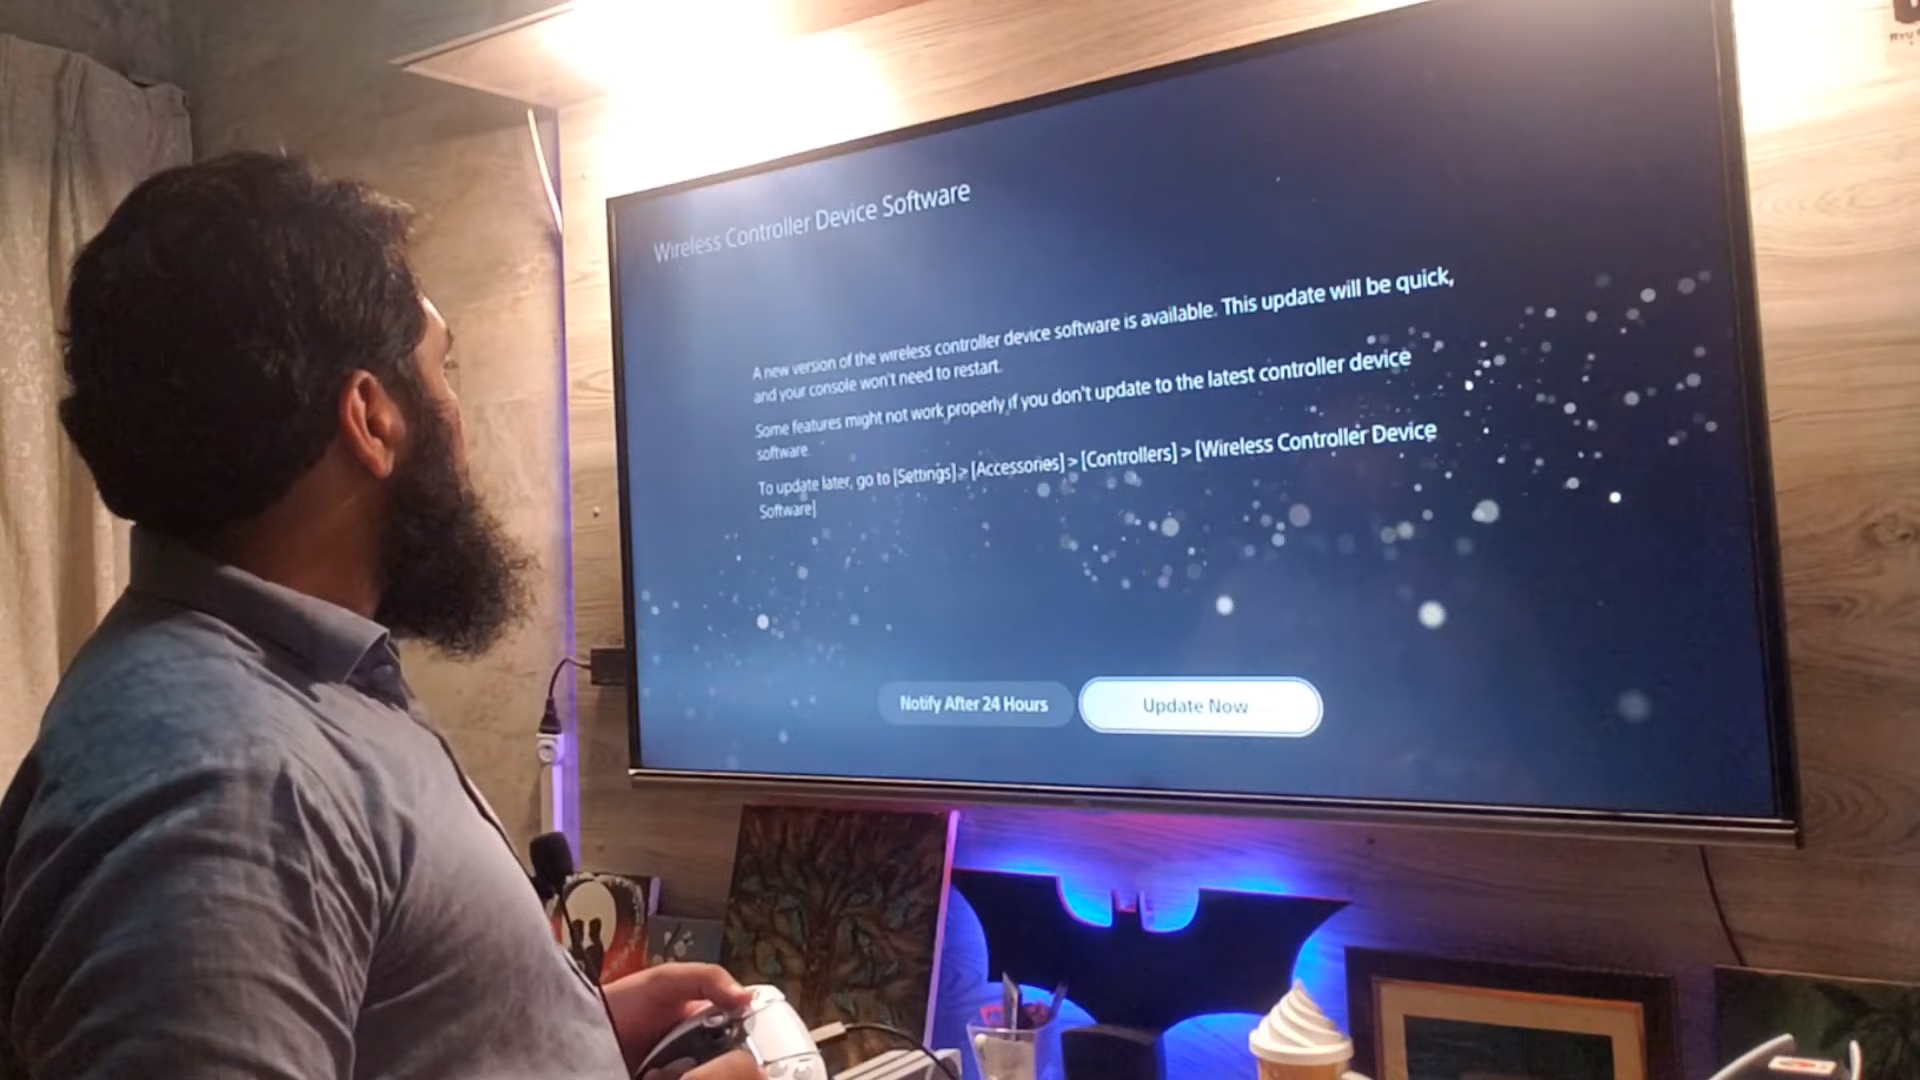 Wireless Controller Device Software
A new version of the wireless controller device software is available. This update will be quick,
and your console won't need to restart.
Some features might not work properly if you don't update to the latest controller device
software.
To update later, go to [Settings] > [Accessories] > [Controllers] > [Wireless Controller Device
Software]
Notify After 24 Hours
Update Now